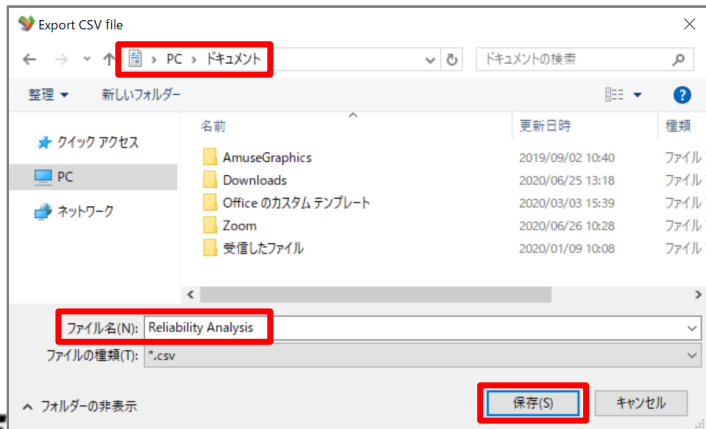 Export CSV file
PC > ドキュメント
ドキュメントの検索
整理
新しいフォルダー
名前
更新日時
種類
クイック アクセス
PC
ネットワーク
AmuseGraphics 2019/09/02 10:40 ファイル
Downloads 2020/06/25 13:18 ファイル
Office のカスタム テンプレート 2020/03/03 15:39 ファイル
Zoom 2020/06/26 10:28 ファイル
受信したファイル 2020/01/09 10:08 ファイル
ファイル名(N): Reliability Analysis
ファイルの種類(T): *.csv
フォルダーの非表示
保存(S)
キャンセル